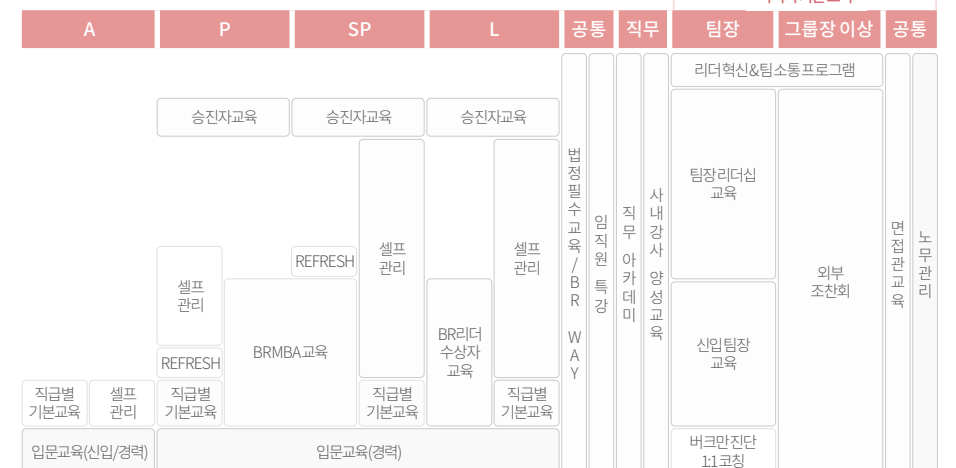 A
P
SP
L
공통
직무
팀장
그룹장 이상
공통
리더혁신&팀소통프로그램
승진자교육
승진자교육
승진자교육
법정필수교육/BR WAY
임직원 특강
직무 아카데미
사내강사 양성교육
면접관교육
노무관리
팀장리더십
교육
외부
조찬회
셀프
관리
REFRESH
셀프
관리
셀프
관리
REFRESH
BRMBA교육
BR리더
수상자
교육
신입팀장
교육
직급별
기본교육
셀프
관리
직급별
기본교육
직급별
기본교육
직급별
기본교육
입문교육(신입/경력)
입문교육(경력)
버크만진단
1:1코칭